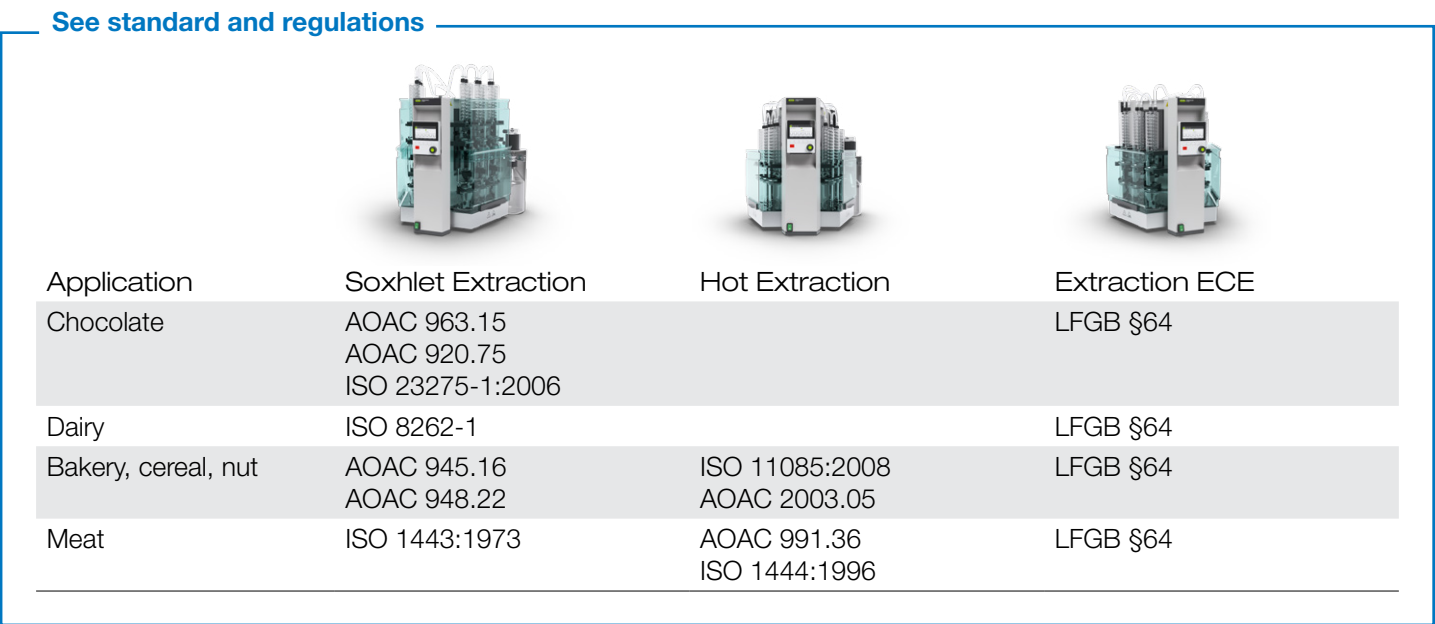 See standard and regulations
Application Soxhlet Extraction Hot Extraction Extraction ECE
Chocolate AOAC 963.15 LFGB §64
AOAC 920.75
ISO 23275-1:2006
Dairy ISO 8262-1 LFGB §64
Bakery, cereal, nut AOAC 945.16 ISO 11085:2008 LFGB §64
AOAC 948.22 AOAC 2003.05
Meat ISO 1443:1973 AOAC 991.36 LFGB §64
ISO 1444:1996